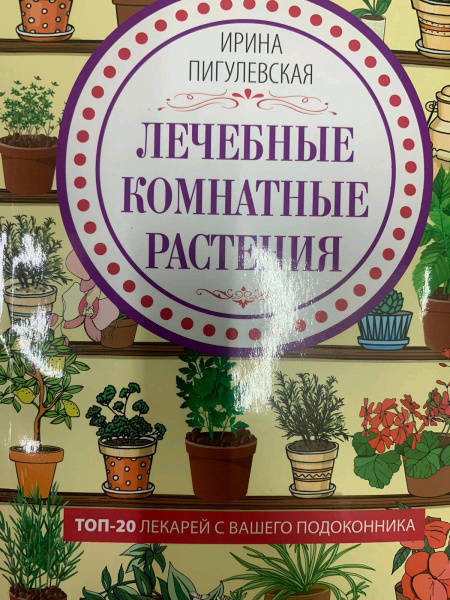 ИРИНА
ПИГУЛЕВСКАЯ
ЛЕЧЕБНЫЕ
КОМНАТНЫЕ
РАСТЕНИЯ
ТОП-20 ЛЕКАРЕЙ С ВАШЕГО ПОДОКОННИКА